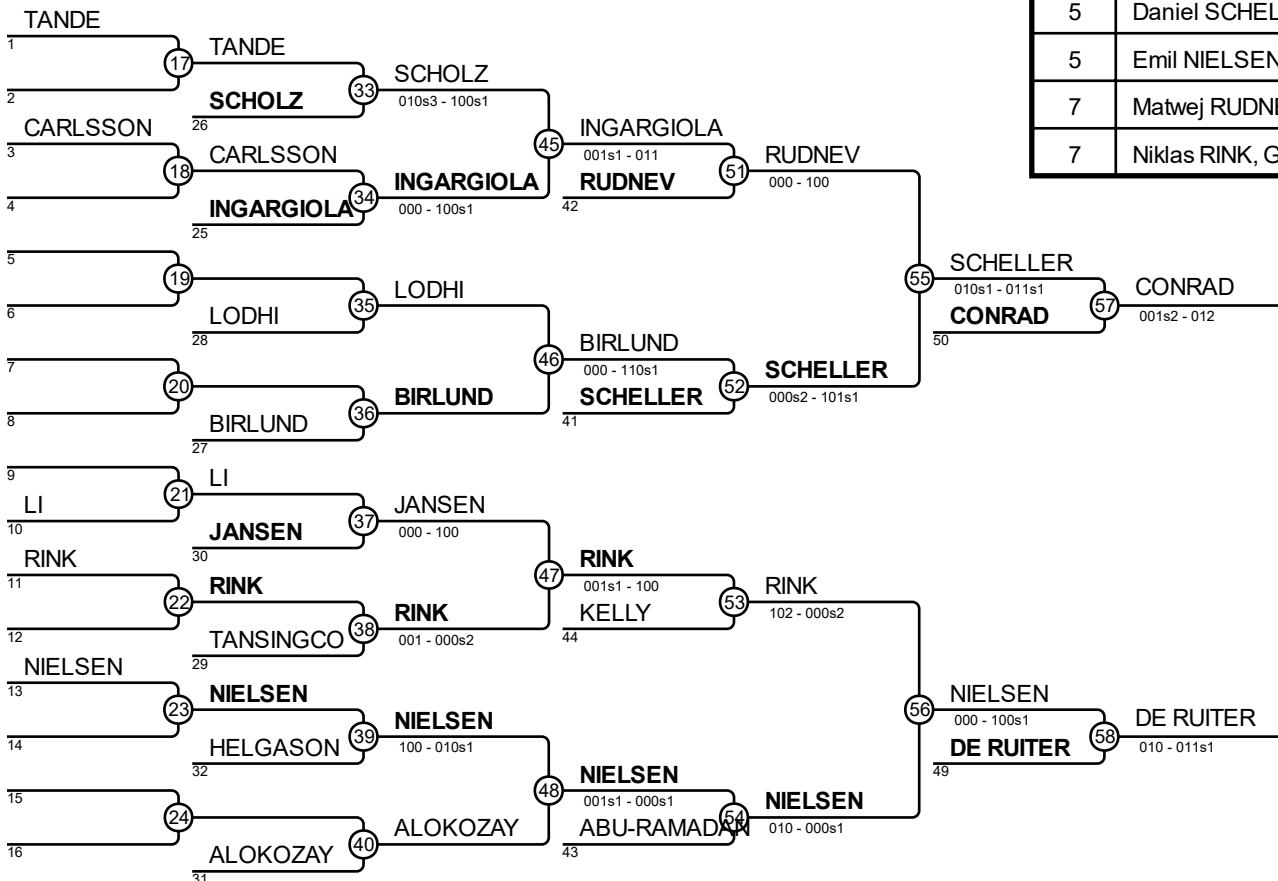 TANDE
1
17
2
TANDE
SCHOLZ
26
33
SCHOLZ
010s3 - 100s1
CARLSSON
3
18
4
CARLSSON
INGARGIOLA
25
34
INGARGIOLA
000 - 100s1
45
INGARGIOLA
001s1 - 011
RUDNEV
42
51
RUDNEV
000 - 100
5
19
6
LODHI
28
35
LODHI
7
20
8
BIRLUND
27
36
BIRLUND
46
BIRLUND
000 - 110s1
SCHELLER
41
52
SCHELLER
000s2 - 101s1
55
SCHELLER
010s1 - 011s1
CONRAD
50
57
CONRAD
001s2 - 012
9
LI
10
21
LI
JANSEN
30
37
JANSEN
000 - 100
RINK
11
22
12
RINK
TANSINGCO
29
38
RINK
001 - 000s2
47
RINK
001s1 - 100
KELLY
44
53
RINK
102 - 000s2
NIELSEN
13
23
14
NIELSEN
HELGASON
32
39
NIELSEN
100 - 010s1
15
24
16
ALOKOZAY
31
40
ALOKOZAY
48
NIELSEN
001s1 - 000s1
ABU-RAMADAN
43
54
NIELSEN
010 - 000s1
56
NIELSEN
000 - 100s1
DE RUITER
49
58
DE RUITER
010 - 011s1
5 Daniel SCHEL
5 Emil NIELSEN
7 Matwej RUDN
7 Niklas RINK, G